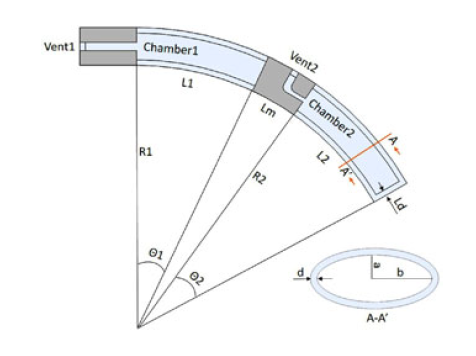 Vent1
Chamber1
Vent2
L1
Lm
Chamber2
A
L2
A'
R1
R2
Ld
Θ1
Θ2
d
a
b
A-A'